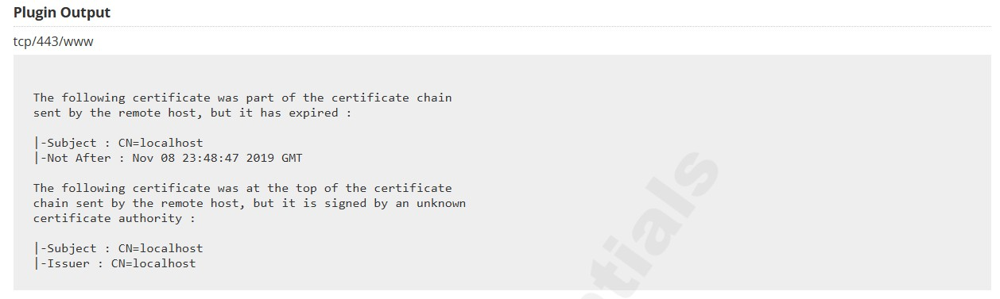 Plugin Output
tcp/443/www
The following certificate was part of the certificate chain
sent by the remote host, but it has expired :
|-Subject : CN=localhost
|-Not After : Nov 08 23:48:47 2019 GMT
The following certificate was at the top of the certificate
chain sent by the remote host, but it is signed by an unknown
certificate authority :
|-Subject : CN=localhost
|-Issuer : CN=localhost
tials